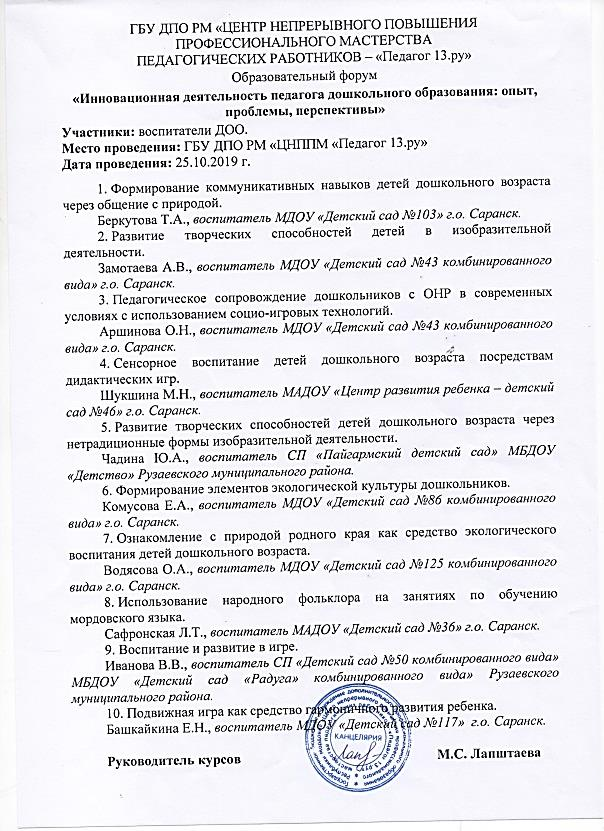 ГБУ ДПО РМ «ЦЕНТР НЕПРЕРЫВНОГО ПОВЫШЕНИЯ
ПРОФЕССИОНАЛЬНОГО МАСТЕРСТВА
ПЕДАГОГИЧЕСКИХ РАБОТНИКОВ – «Педагог 13.ру»
Образовательный форум
«Инновационная деятельность педагога дошкольного образования: опыт,
проблемы, перспективы»
Участники: воспитатели ДОО.
Место проведения: ГБУ ДПО РМ «ЦНППМ «Педагог 13.ру»
Дата проведения: 25.10.2019 г.
1. Формирование коммуникативных навыков детей дошкольного возраста
через общение с природой.
Беркутова Т.А., воспитатель МДОУ «Детский сад №103» г.о. Саранск.
2. Развитие творческих способностей детей в изобразительной
деятельности.
Замотаева А.В., воспитатель МДОУ «Детский сад №43 комбинированного
вида» г.о. Саранск.
3. Педагогическое сопровождение дошкольников с ОНР в современных
условиях с использованием социо-игровых технологий.
Аршинова О.Н., воспитатель МДОУ «Детский сад №43 комбинированного
вида» г.о. Саранск.
4. Сенсорное воспитание детей дошкольного возраста посредствам
дидактических игр.
Шукшина М.Н., воспитатель МАДОУ «Центр развития ребенка – детский
сад №46» г.о. Саранск.
5. Развитие творческих способностей детей дошкольного возраста через
нетрадиционные формы изобразительной деятельности.
Чадина Ю.А., воспитатель СП «Пайгармский детский сад» МБДОУ
«Детство» Рузаевского муниципального района.
6. Формирование элементов экологической культуры дошкольников.
Комусова Е.А., воспитатель МДОУ «Детский сад №86 комбинированного
вида» г.о. Саранск.
7. Ознакомление с природой родного края как средство экологического
воспитания детей дошкольного возраста.
Водясова О.А., воспитатель МДОУ «Детский сад №125 комбинированного
вида» г.о. Саранск.
8. Использование народного фольклора на занятиях по обучению
мордовского языка.
Сафронская Л.Т., воспитатель МАДОУ «Детский сад №36» г.о. Саранск.
9. Воспитание и развитие в игре.
Иванова В.В., воспитатель СП «Детский сад №50 комбинированного вида»
МБДОУ «Детский сад «Радуга» комбинированного вида» Рузаевского
муниципального района.
10. Подвижная игра как средство гармоничного развития ребенка.
Башкайкина Е.Н., воспитатель МДОУ «Детский сад №117» г.о. Саранск.
КАНЦЕЛЯРИЯ
Руководитель курсов М.С. Лапштаева